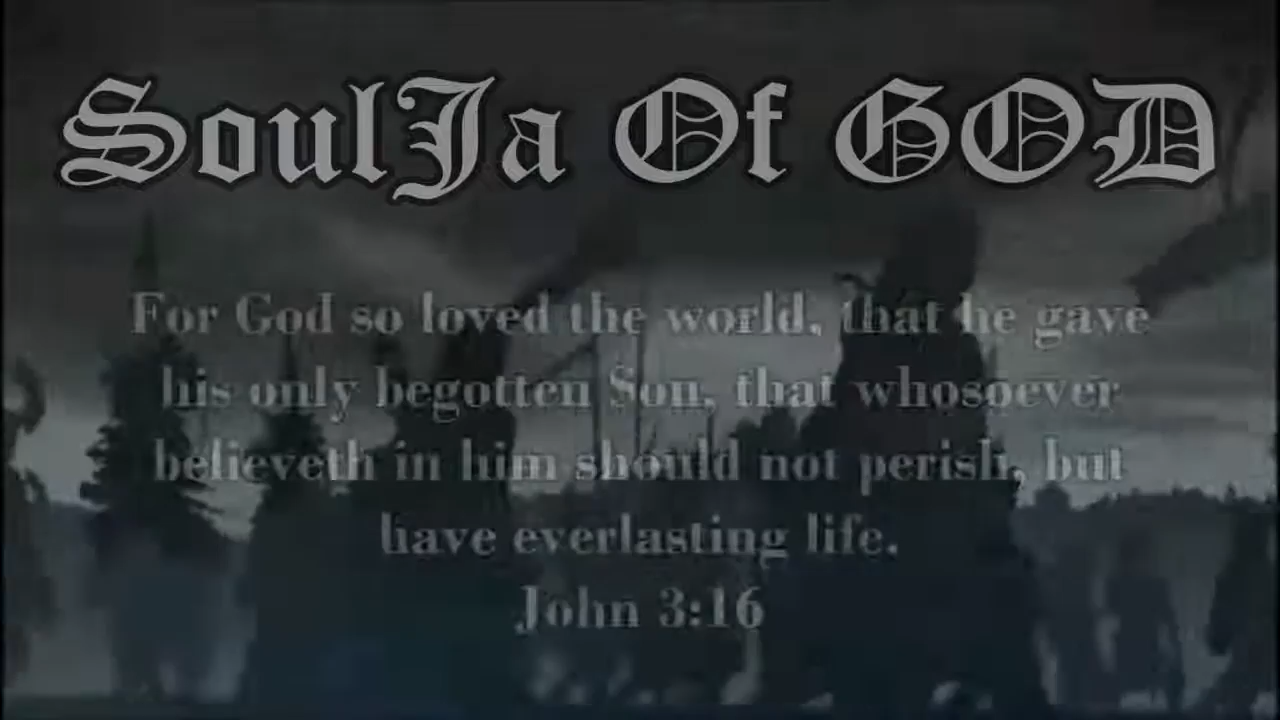 SoulJa Of GOD
For God so loved the world, that he gave
his only begotten Son, that whosoever
believeth in him should not perish, but
have everlasting life.
John 3:16